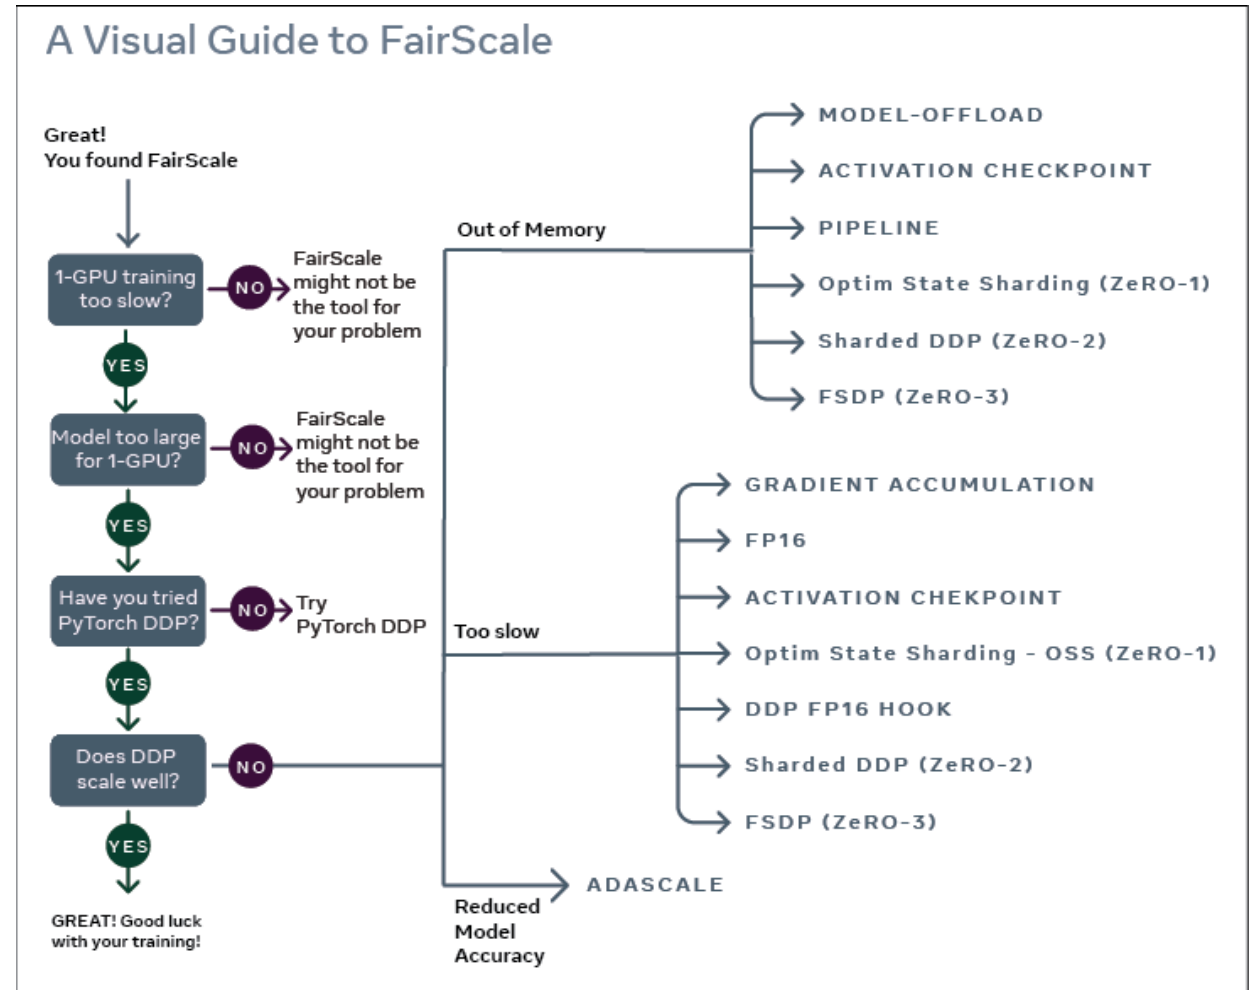 A Visual Guide to FairScale
Great!
You found FairScale
1-GPU training
too slow?
NO
FairScale
might not be
the tool for
your problem
YES
Model too large
for 1-GPU?
NO
FairScale
might not be
the tool for
your problem
YES
Have you tried
PyTorch DDP?
NO
Try
PyTorch DDP
YES
Does DDP
scale well?
NO
YES
GREAT! Good luck
with your training!
Out of Memory
MODEL-OFFLOAD
ACTIVATION CHECKPOINT
PIPELINE
Optim State Sharding (ZeRO-1)
Sharded DDP (ZeRO-2)
FSDP (ZeRO-3)
Too slow
GRADIENT ACCUMULATION
FP16
ACTIVATION CHEKPOINT
Optim State Sharding - OSS (ZeRO-1)
DDP FP16 HOOK
Sharded DDP (ZeRO-2)
FSDP (ZeRO-3)
Reduced
Model
Accuracy
ADASCALE